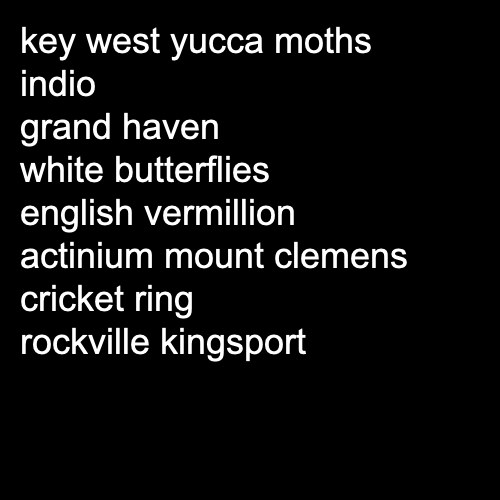 key west yucca moths
indio
grand haven
white butterflies
english vermillion
actinium mount clemens
cricket ring
rockville kingsport